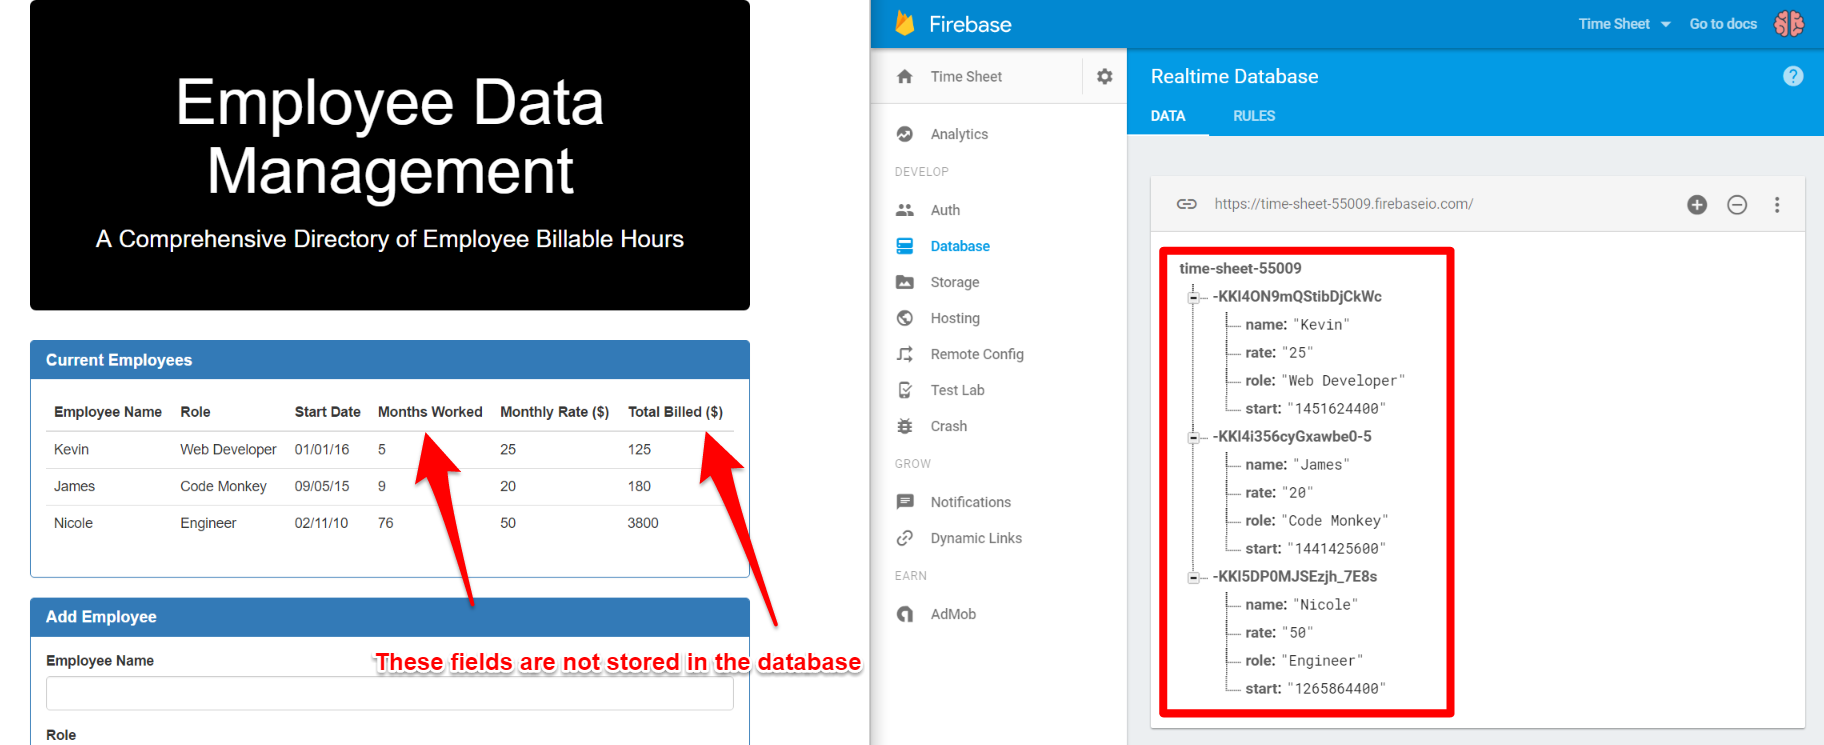 Employee Data
Management
A Comprehensive Directory of Employee Billable Hours
Current Employees
Employee Name Role Start Date Months Worked Monthly Rate ($) Total Billed ($)
Kevin Web Developer 01/01/16 5 25 125
James Code Monkey 09/05/15 9 20 180
Nicole Engineer 02/11/10 76 50 3800
Add Employee
Employee Name
These fields are not stored in the database
Role
Firebase
Time Sheet Go to docs
Time Sheet
Analytics
DEVELOP
Auth
Database
Storage
Hosting
Remote Config
Test Lab
Crash
GROW
Notifications
Dynamic Links
EARN
AdMob
Realtime Database
?
DATA RULES
https://time-sheet-55009.firebaseio.com/
time-sheet-55009
-KKI4ON9mQStibDjCkWc
name: "Kevin"
rate: "25"
role: "Web Developer"
start: "1451624400"
-KKI4i356cyGxawbe0-5
name: "James"
rate: "20"
role: "Code Monkey"
start: "1441425600"
-KKI5DP0MJSEzjh_7E8s
name: "Nicole"
rate: "50"
role: "Engineer"
start: "1265864400"